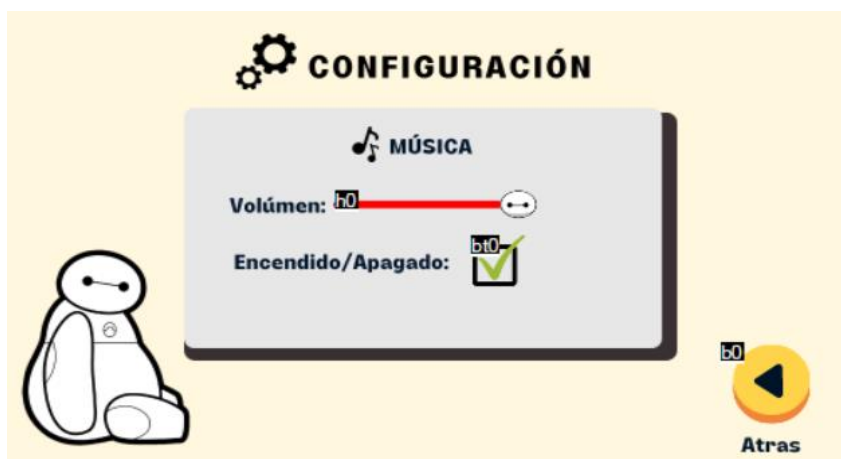 CONFIGURACIÓN
MÚSICA
Volúmen: h0
Encendido/Apagado: bt0
b0
Atras